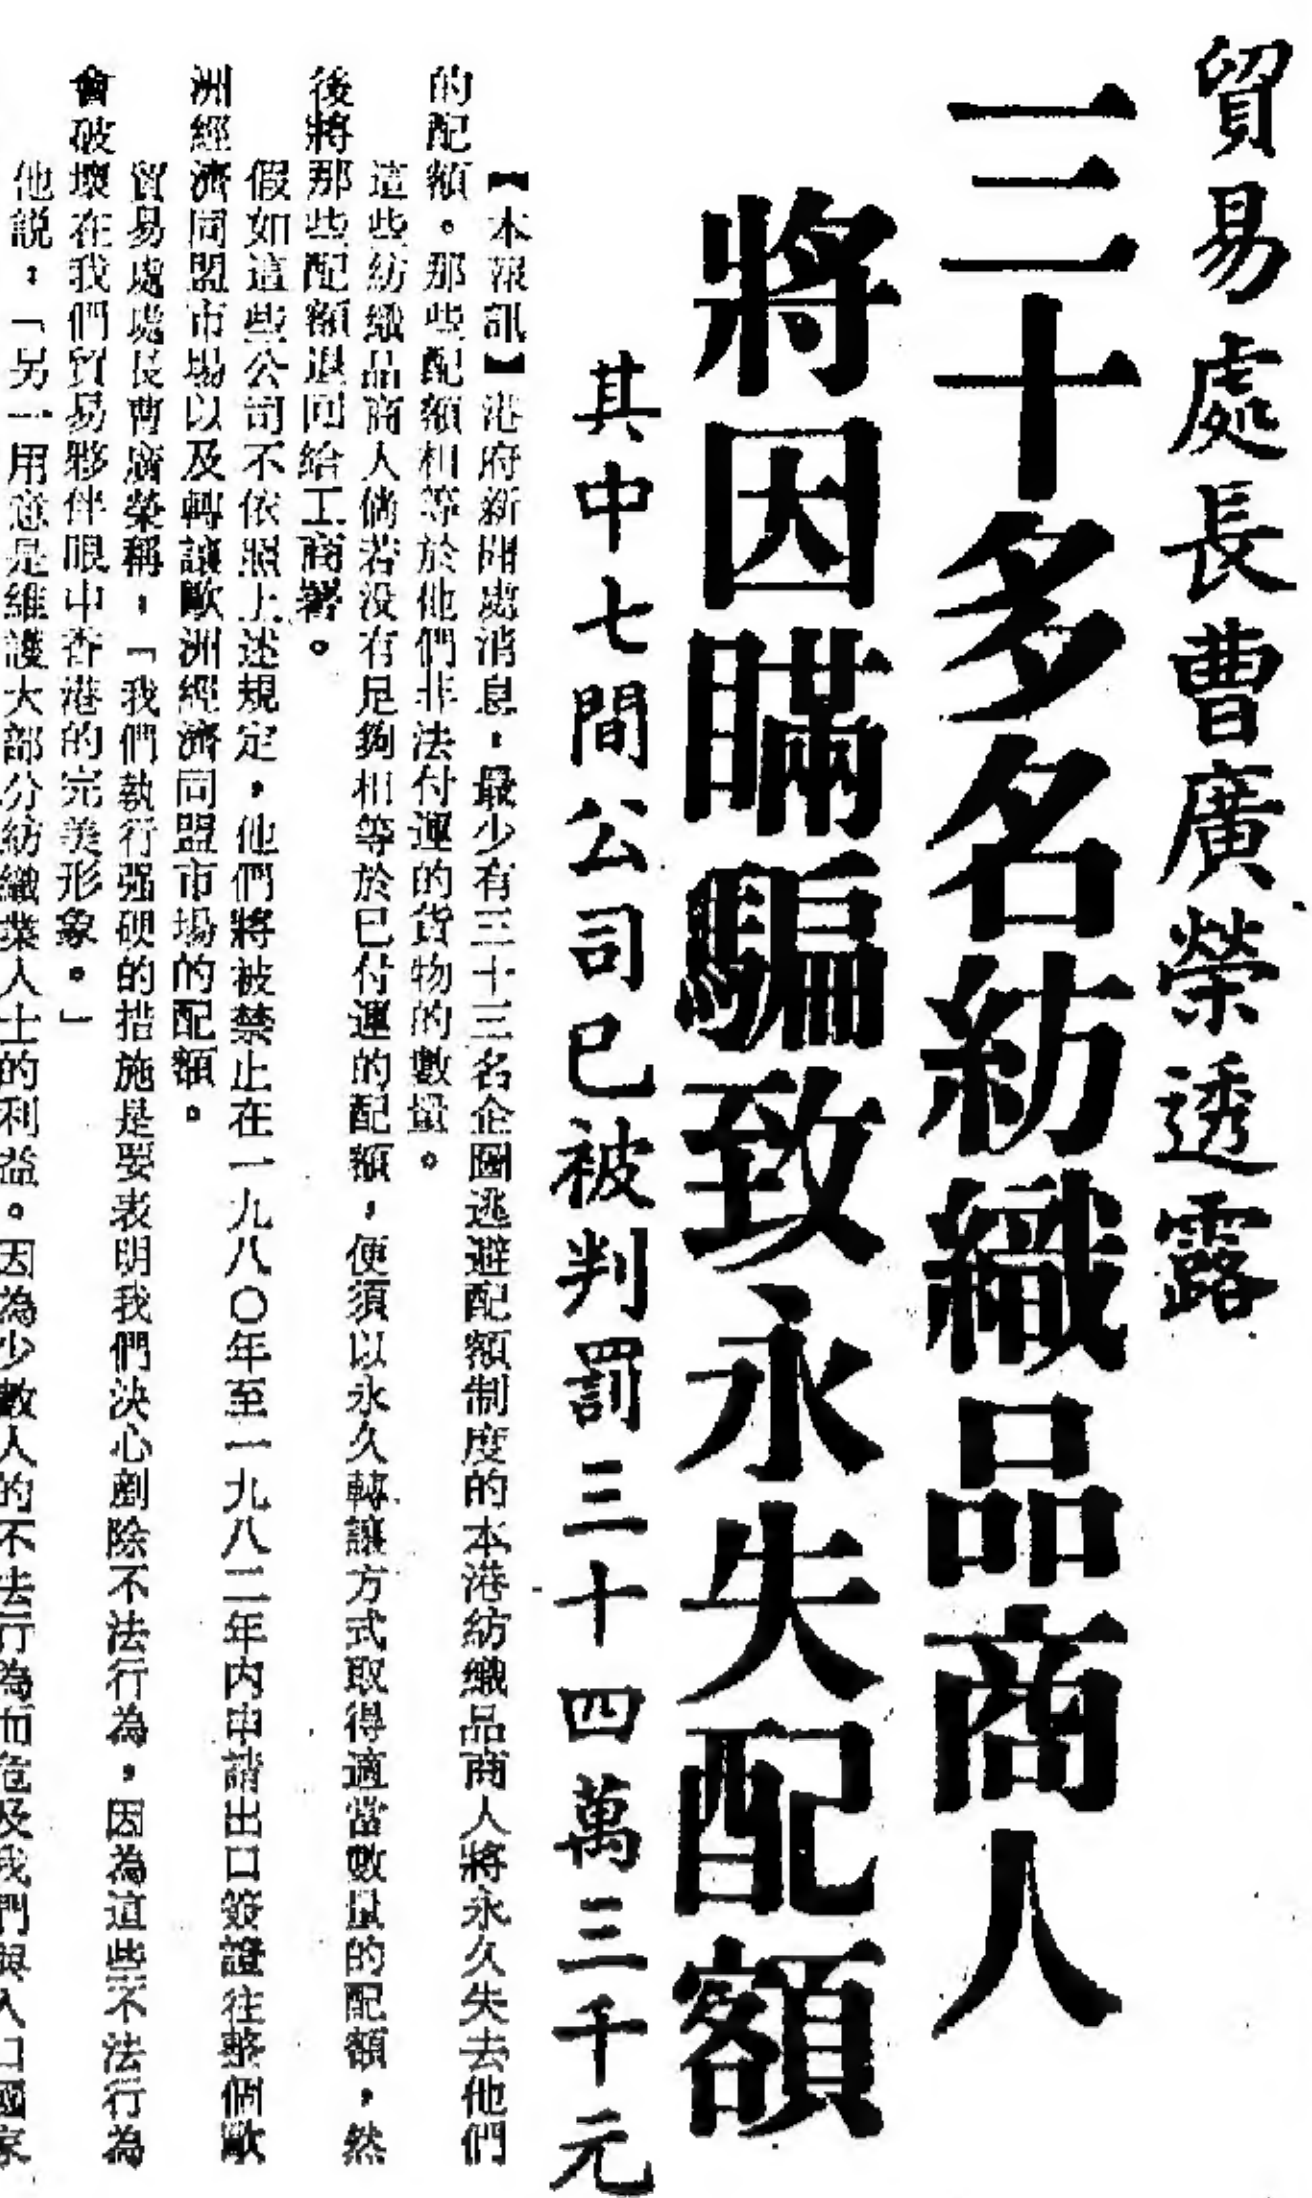 貿易處長曹廣榮透露
三十多名紡織品商人
將因瞞騙致永失配額
其中七間公司已被判罰三十四萬三千元
【本報訊】港府新聞處消息，最少有三十三名企圖逃避配額制度的本港紡織品商人將永久失去他們
的配額。那些配額相等於他們非法付運的貨物的數量。
這些紡織品商人倘若没有足夠相等於已付運的配額，便須以永久轉讓方式取得適當數量的配額，然
後將那些配額退回給工商署。
假如這些公司不依照上述規定，他們將被禁止在一九八〇年至一九八二年内申請出口簽證往整個歐
洲經濟同盟市場以及轉讓歐洲經濟同盟市場的配額。
貿易處處長曹廣榮稱，「我們執行强硬的措施是要表明我們決心剷除不法行為，因為這些不法行為
會破壞在我們貿易夥伴眼中香港的完美形象。」
他説：「另一用意是維護大部分紡織業人士的利益。因為少數人的不法行為而危及我們與入口國家